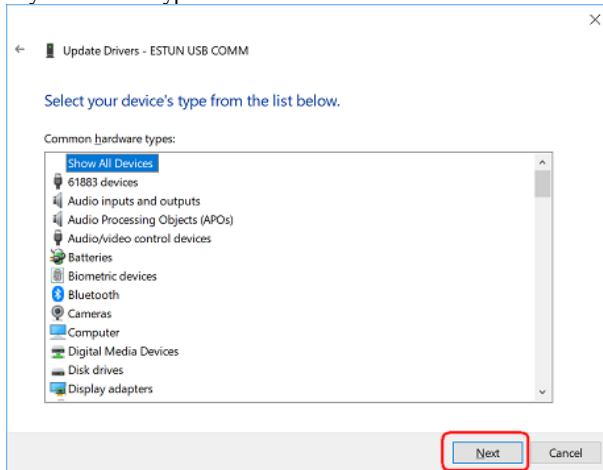 Update Drivers - ESTUN USB COMM
Select your device's type from the list below.
Common hardware types:
Show All Devices
61883 devices
Audio inputs and outputs
Audio Processing Objects (APOs)
Audio/video control devices
Batteries
Biometric devices
Bluetooth
Cameras
Computer
Digital Media Devices
Disk drives
Display adapters
Next Cancel